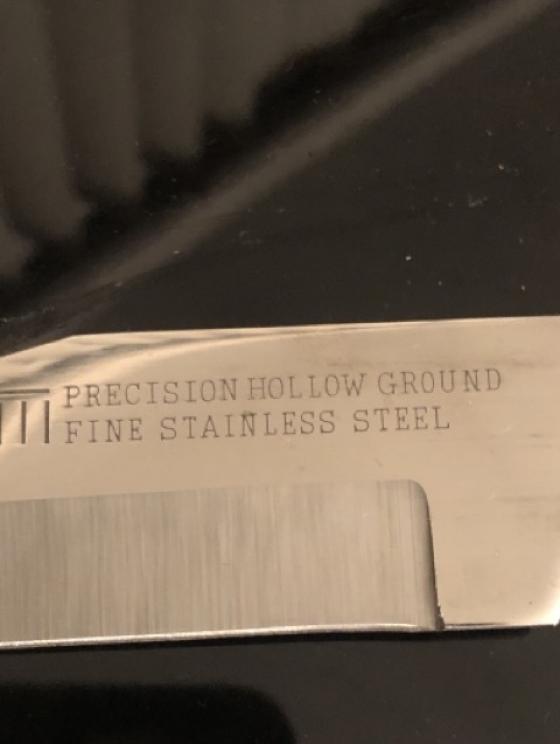 PRECISION HOLLOW GROUND
FINE STAINLESS STEEL